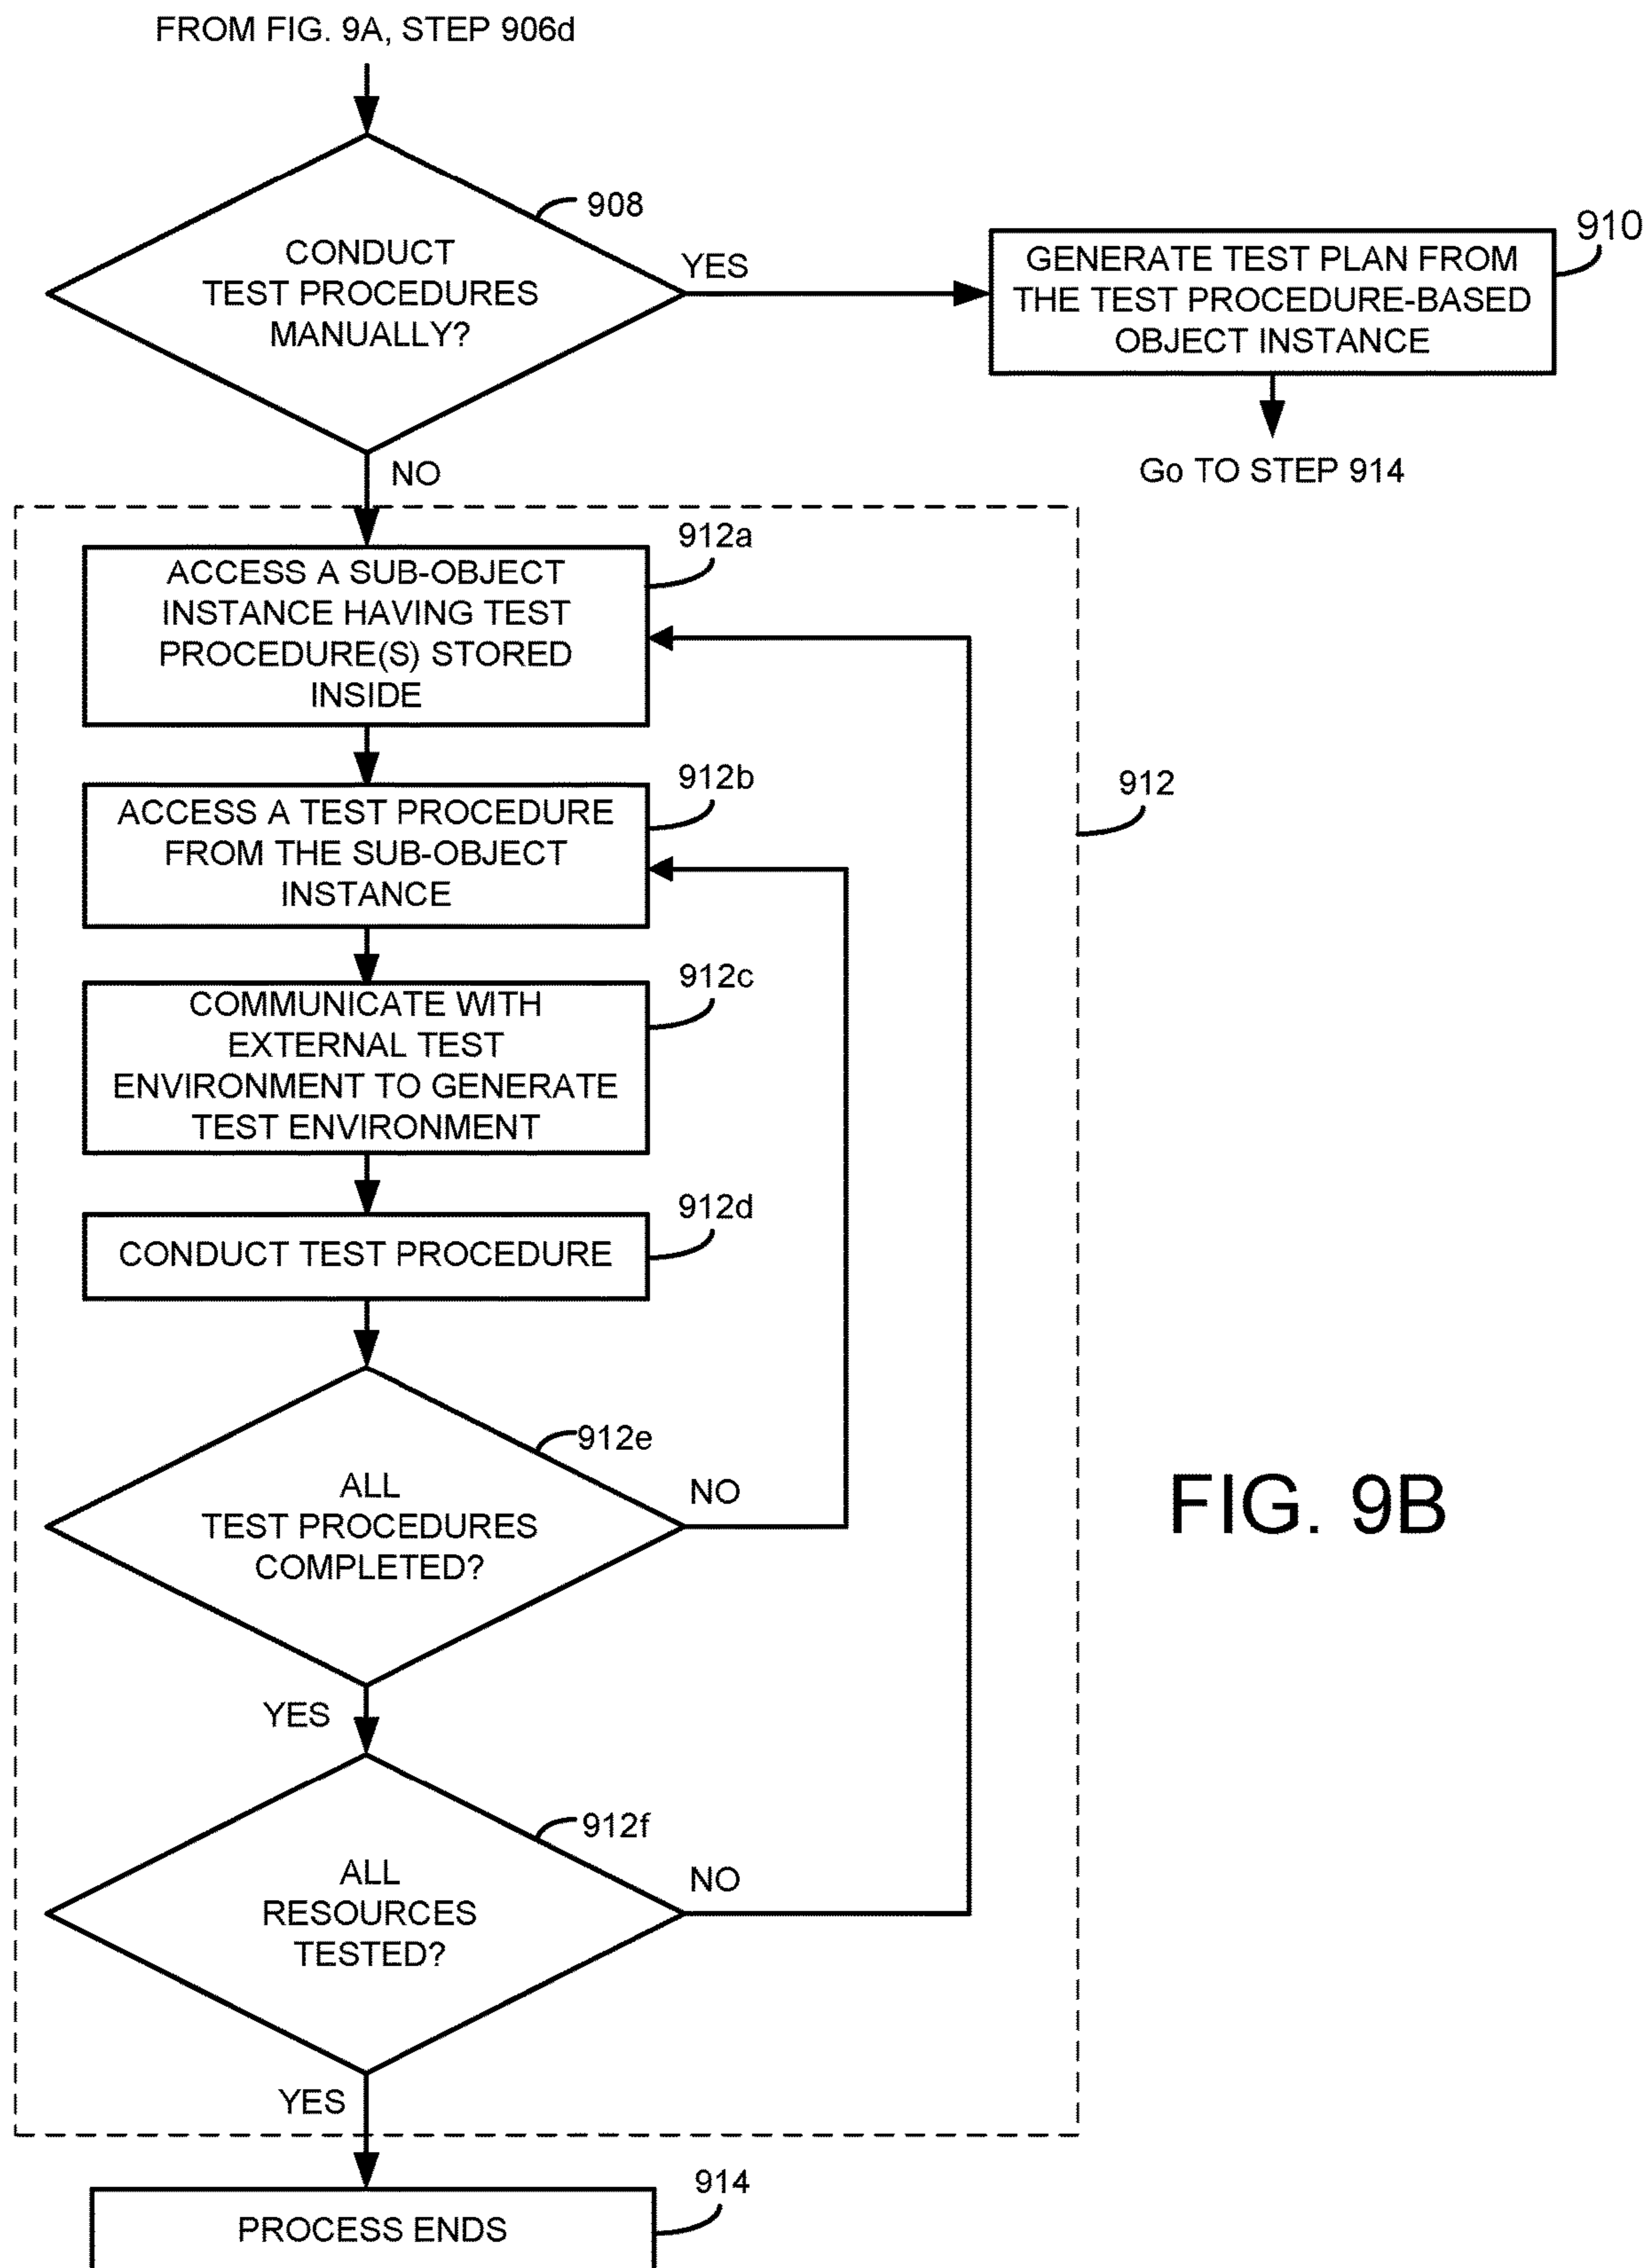 FROM FIG. 9A, STEP 906d
908
CONDUCT
TEST PROCEDURES
MANUALLY?
YES
910
GENERATE TEST PLAN FROM
THE TEST PROCEDURE-BASED
OBJECT INSTANCE
Go TO STEP 914
NO
912a
ACCESS A SUB-OBJECT
INSTANCE HAVING TEST
PROCEDURE(S) STORED
INSIDE
912b
ACCESS A TEST PROCEDURE
FROM THE SUB-OBJECT
INSTANCE
912
912c
COMMUNICATE WITH
EXTERNAL TEST
ENVIRONMENT TO GENERATE
TEST ENVIRONMENT
912d
CONDUCT TEST PROCEDURE
912e
ALL
TEST PROCEDURES
COMPLETED?
NO
FIG. 9B
YES
912f
ALL
RESOURCES
TESTED?
NO
YES
914
PROCESS ENDS